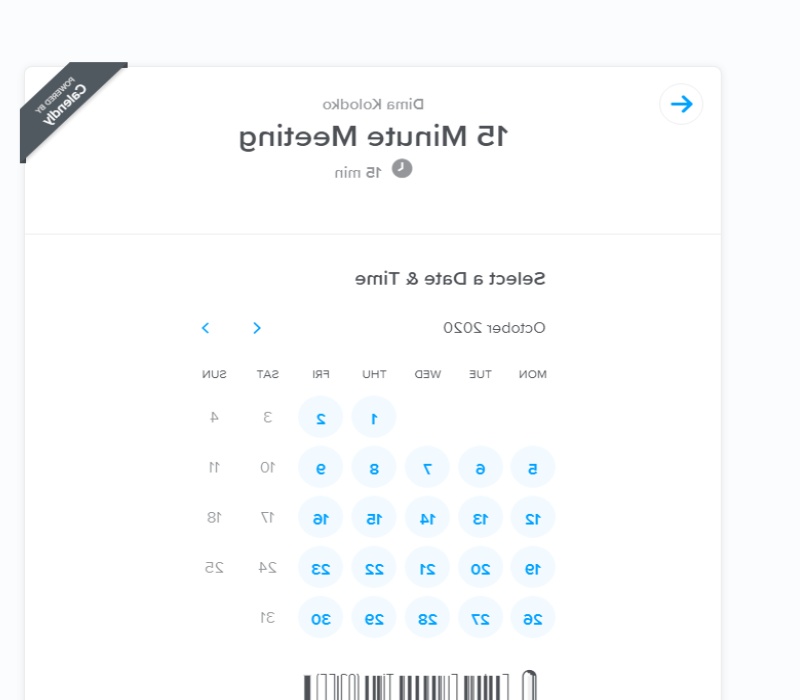 POWERED BY
Calendly
Dima Kolodko
15 Minute Meeting
15 min
Select a Date & Time
October 2020
MON TUE WED THU FRI SAT SUN
1 2 3 4
5 6 7 8 9 10 11
12 13 14 15 16 17 18
19 20 21 22 23 24 25
26 27 28 29 30 31